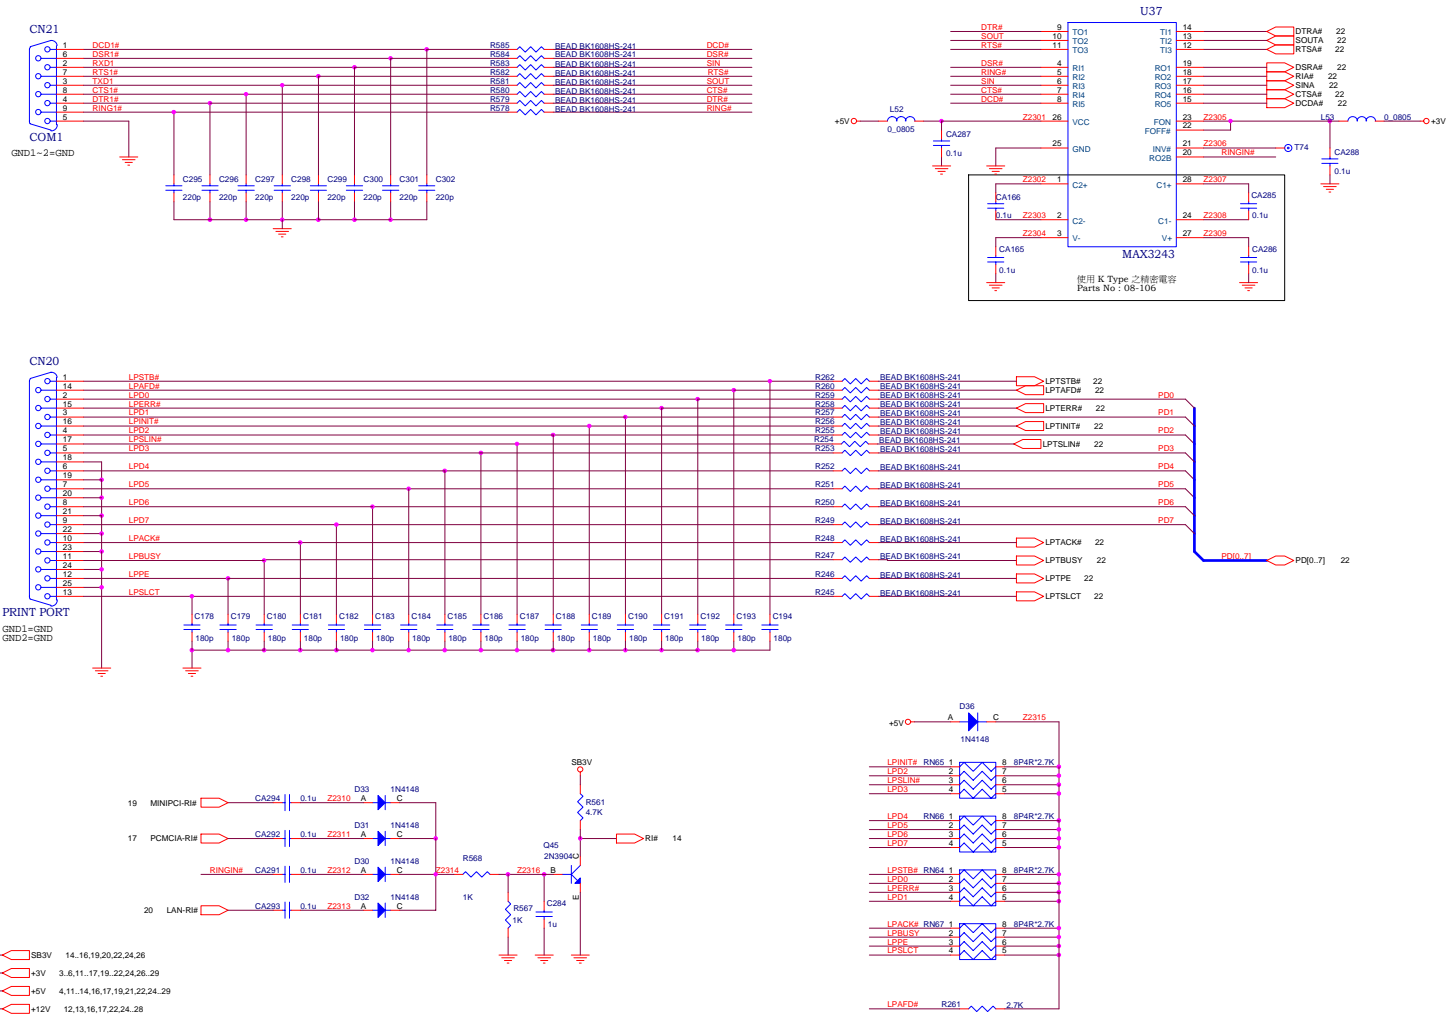 CN21
1 DCD1# R585 BEAD BK1608HS-241 DCD#
6 DSR1# R584 BEAD BK1608HS-241 DSR#
2 RXD1 R583 BEAD BK1608HS-241 SIN
7 RTS1# R582 BEAD BK1608HS-241 RTS#
3 TXD1 R581 BEAD BK1608HS-241 SOUT
8 CTS1# R580 BEAD BK1608HS-241 CTS#
4 DTR1# R579 BEAD BK1608HS-241 DTR#
9 RING1# R578 BEAD BK1608HS-241 RING#
5
COM1
GND1~2=GND
C295 C296 C297 C298 C299 C300 C301 C302
220p 220p 220p 220p 220p 220p 220p 220p
U37
DTR# 9 TO1 TI1 14 DTRA# 22
SOUT 10 TO2 TI2 13 SOUTA 22
RTS# 11 TO3 TI3 12 RTSA# 22
DSR# 4 RI1 RO1 19 DSRA# 22
RING# 5 RI2 RO2 18 RIA# 22
SIN 6 RI3 RO3 17 SINA 22
CTS# 7 RI4 RO4 16 CTSA# 22
DCD# 8 RI5 RO5 15 DCDA# 22
+5V L52 0_0805 Z2301 26 VCC FON 23 Z2305 L53 0_0805 +3V
FOFF# 22
CA287 0.1u
25 GND INV# 21 Z2306 T74
RO2B 20 RINGIN#
CA288 0.1u
Z2302 1 C2+ C1+ 28 Z2307
CA166 0.1u CA285 0.1u
Z2303 2 C2- C1- 24 Z2308
Z2304 3 V- V+ 27 Z2309
CA165 0.1u CA286 0.1u
MAX3243
使用 K Type 之精密電容
Parts No : 08-106
CN20
1 LPSTB# R262 BEAD BK1608HS-241 LPTSTB# 22
14 LPAFD# R260 BEAD BK1608HS-241 LPTAFD# 22
2 LPD0 R259 BEAD BK1608HS-241 PD0
15 LPERR# R258 BEAD BK1608HS-241 LPTERR# 22
3 LPD1 R257 BEAD BK1608HS-241 PD1
16 LPINIT# R256 BEAD BK1608HS-241 LPTINIT# 22
4 LPD2 R255 BEAD BK1608HS-241 PD2
17 LPSLIN# R254 BEAD BK1608HS-241 LPTSLIN# 22
5 LPD3 R253 BEAD BK1608HS-241 PD3
18
6 LPD4 R252 BEAD BK1608HS-241 PD4
19
7 LPD5 R251 BEAD BK1608HS-241 PD5
20
8 LPD6 R250 BEAD BK1608HS-241 PD6
21
9 LPD7 R249 BEAD BK1608HS-241 PD7
22
10 LPACK# R248 BEAD BK1608HS-241 LPTACK# 22
23
11 LPBUSY R247 BEAD BK1608HS-241 LPTBUSY 22 PD[0..7] PD[0..7] 22
24
12 LPPE R246 BEAD BK1608HS-241 LPTPE 22
25
13 LPSLCT R245 BEAD BK1608HS-241 LPTSLCT 22
PRINT PORT
GND1=GND
GND2=GND
C178 C179 C180 C181 C182 C183 C184 C185 C186 C187 C188 C189 C190 C191 C192 C193 C194
180p 180p 180p 180p 180p 180p 180p 180p 180p 180p 180p 180p 180p 180p 180p 180p 180p
+5V A D36 C Z2315
1N4148
LPINIT# RN65 1 8 8P4R*2.7K
LPD2 2 7
LPSLIN# 3 6
LPD3 4 5
LPD4 RN66 1 8 8P4R*2.7K
LPD5 2 7
LPD6 3 6
LPD7 4 5
LPSTB# RN64 1 8 8P4R*2.7K
LPD0 2 7
LPERR# 3 6
LPD1 4 5
LPACK# RN67 1 8 8P4R*2.7K
LPBUSY 2 7
LPPE 3 6
LPSLCT 4 5
LPAFD# R261 2.7K
SB3V
R561
4.7K
19 MINIPCI-RI# CA294 0.1u Z2310 A D33 1N4148 C
17 PCMCIA-RI# CA292 0.1u Z2311 A D31 1N4148 C
RINGIN# CA291 0.1u Z2312 A D30 1N4148 C
20 LAN-RI# CA293 0.1u Z2313 A D32 1N4148 C
Z2314 R568 1K Z2316 B
Q45
2N3904 C
E
RI# 14
R567 1K
C284 1u
SB3V 14..16,19,20,22,24,26
+3V 3..6,11..17,19..22,24,26..29
+5V 4,11..14,16,17,19,21,22,24..29
+12V 12,13,16,17,22,24..28